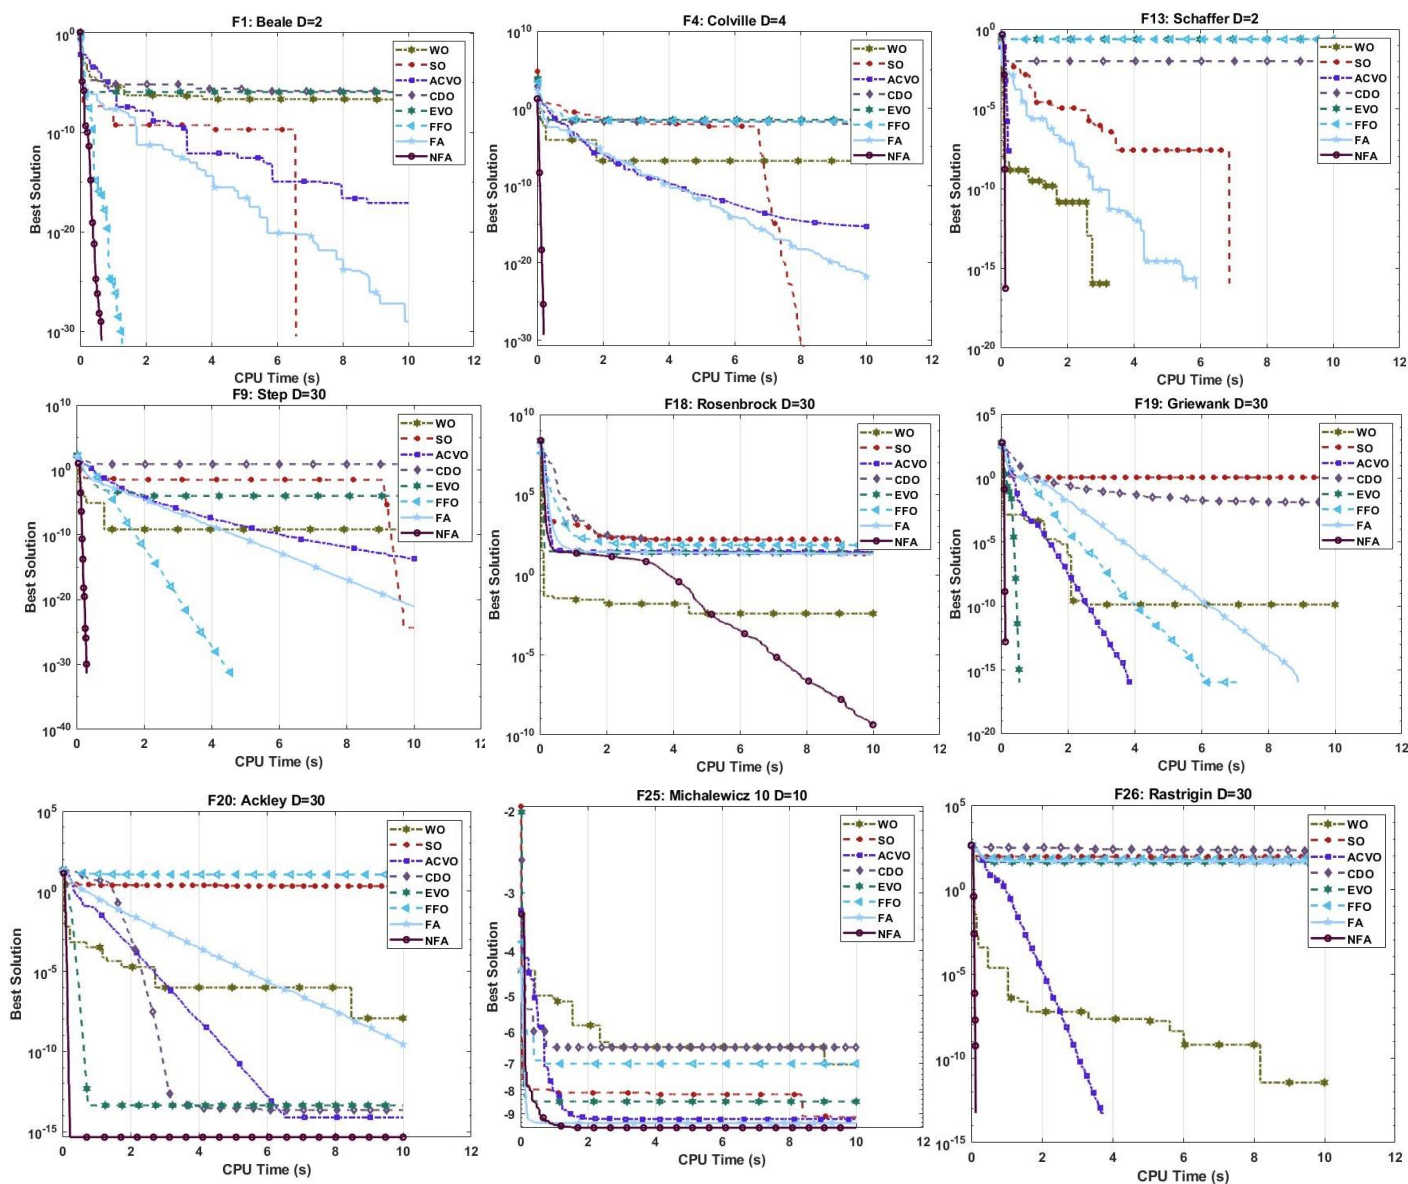 F1: Beale D=2
10^0
10^-10
10^-20
10^-30
Best Solution
0 2 4 6 8 10 12
CPU Time (s)
WO
SO
ACVO
CDO
EVO
FFO
FA
NFA
F4: Colville D=4
10^10
10^0
10^-10
10^-20
10^-30
Best Solution
0 2 4 6 8 10 12
CPU Time (s)
WO
SO
ACVO
CDO
EVO
FFO
FA
NFA
F13: Schaffer D=2
10^0
10^-5
10^-10
10^-15
10^-20
Best Solution
0 2 4 6 8 10 12
CPU Time (s)
WO
SO
ACVO
CDO
EVO
FFO
FA
NFA
F9: Step D=30
10^10
10^0
10^-10
10^-20
10^-30
10^-40
Best Solution
0 2 4 6 8 10 12
CPU Time (s)
WO
SO
ACVO
CDO
EVO
FFO
FA
NFA
F18: Rosenbrock D=30
10^10
10^5
10^0
10^-5
10^-10
Best Solution
0 2 4 6 8 10 12
CPU Time (s)
WO
SO
ACVO
CDO
EVO
FFO
FA
NFA
F19: Griewank D=30
10^5
10^0
10^-5
10^-10
10^-15
10^-20
Best Solution
0 2 4 6 8 10 12
CPU Time (s)
WO
SO
ACVO
CDO
EVO
FFO
FA
NFA
F20: Ackley D=30
10^5
10^0
10^-5
10^-10
10^-15
Best Solution
0 2 4 6 8 10 12
CPU Time (s)
WO
SO
ACVO
CDO
EVO
FFO
FA
NFA
F25: Michalewicz 10 D=10
-2
-3
-4
-5
-6
-7
-8
-9
Best Solution
0 2 4 6 8 10 12
CPU Time (s)
WO
SO
ACVO
CDO
EVO
FFO
FA
NFA
F26: Rastrigin D=30
10^5
10^0
10^-5
10^-10
10^-15
Best Solution
0 2 4 6 8 10 12
CPU Time (s)
WO
SO
ACVO
CDO
EVO
FFO
FA
NFA